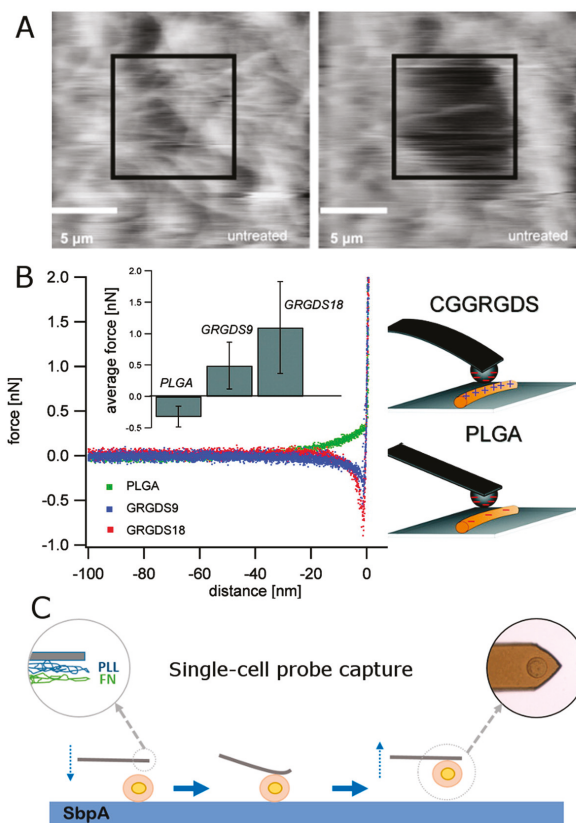 A
5 µm
untreated
5 µm
untreated
B
2.0
1.5
1.0
0.5
0.0
-0.5
-1.0
force [nN]
2.0
1.5
1.0
0.5
0.0
-0.5
average force [nN]
PLGA
GRGDS9
GRGDS18
PLGA
GRGDS9
GRGDS18
-100
-80
-60
-40
-20
0
distance [nm]
CGGRGDS
+++++
PLGA
C
PLL
FN
Single-cell probe capture
SbpA